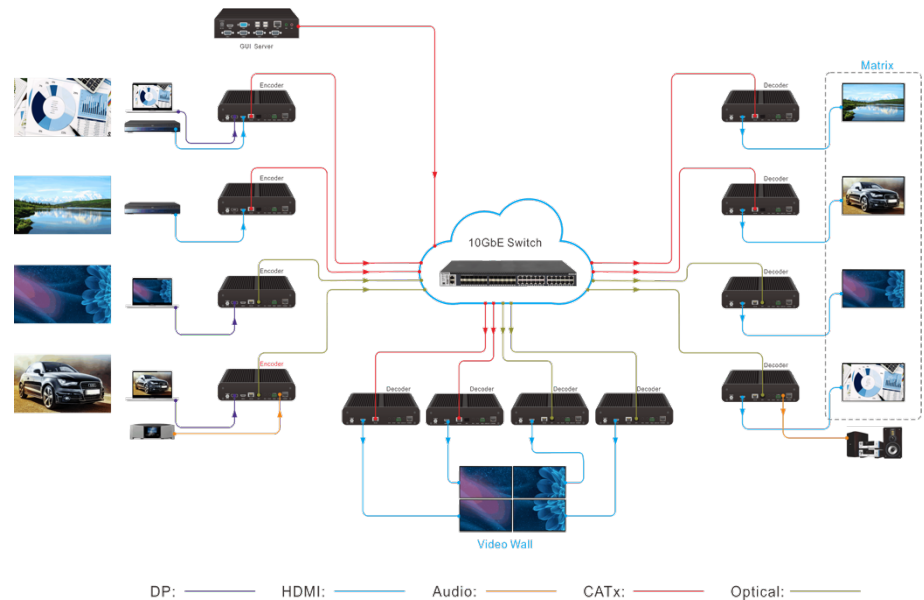 GUI Server
Matrix
Encoder
Decoder
Encoder
Decoder
10GbE Switch
Encoder
Decoder
Encoder
Decoder
Decoder
Decoder
Decoder
Decoder
Video Wall
DP:
HDMI:
Audio:
CATx:
Optical: